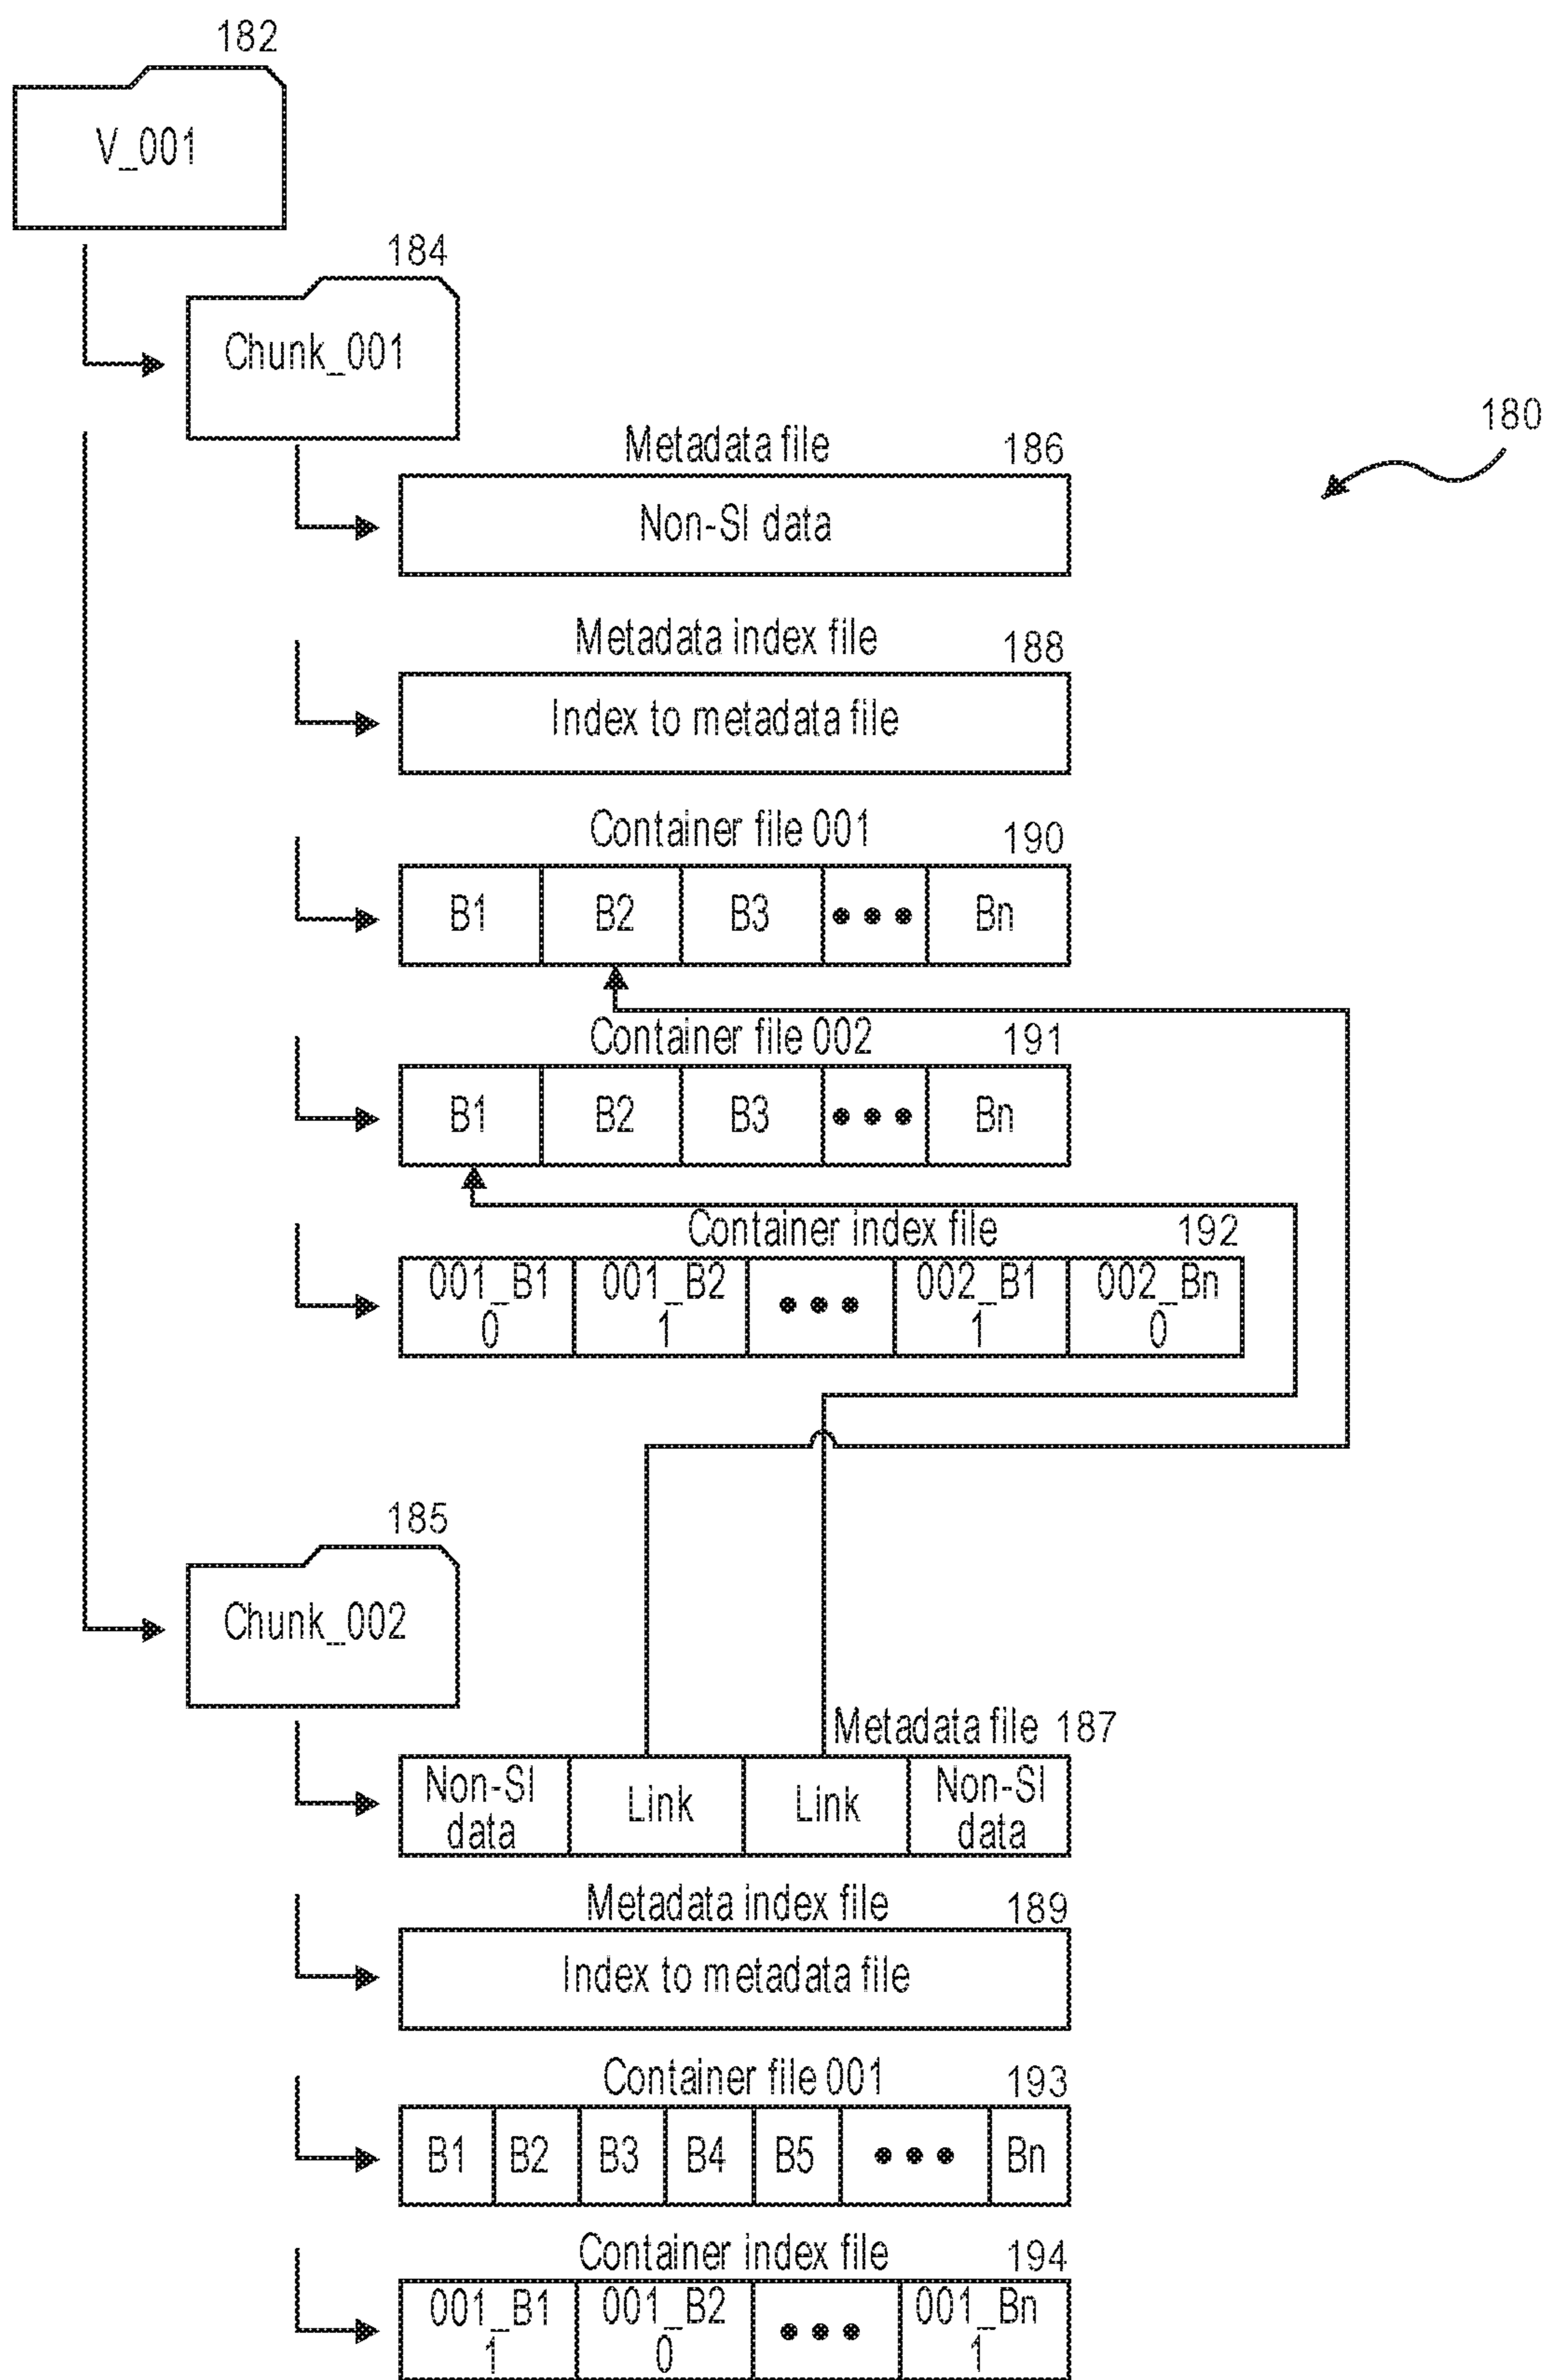 182
V_001
184
Chunk_001
180
Metadata file 186
Non-SI data
Metadata index file 188
Index to metadata file
Container file 001 190
B1 B2 B3 ●●● Bn
Container file 002 191
B1 B2 B3 ●●● Bn
Container index file 192
001_B1 001_B2 ●●● 002_B1 002_Bn
0 1 1 0
185
Chunk_002
Metadata file 187
Non-SI Link Link Non-SI
data data
Metadata index file 189
Index to metadata file
Container file 001 193
B1 B2 B3 B4 B5 ●●● Bn
Container index file 194
001_B1 001_B2 ●●● 001_Bn
1 0 1